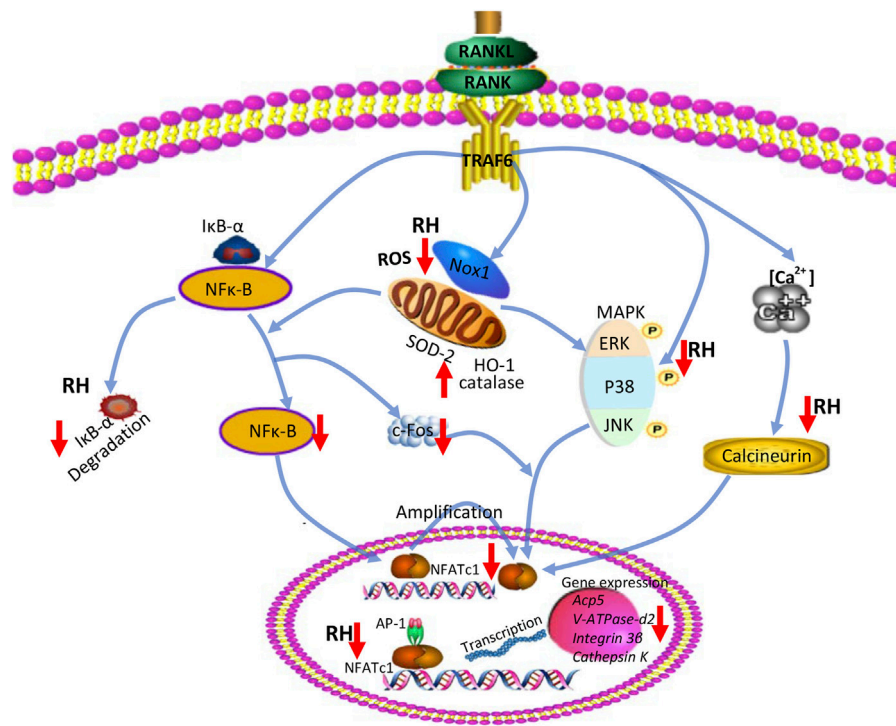 RANKL
RANK
TRAF6
IκB-α
NFκ-B
RH
ROS
Nox1
SOD-2
HO-1
catalase
[Ca²⁺]
Ca++
MAPK
ERK
P
P38
P
JNK
P
RH
RH
Calcineurin
RH
IκB-α
Degradation
NFκ-B
c-Fos
Amplification
NFATc1
Gene expression
Acp5
V-ATPase-d2
Integrin 3β
Cathepsin K
Transcription
AP-1
RH
NFATc1